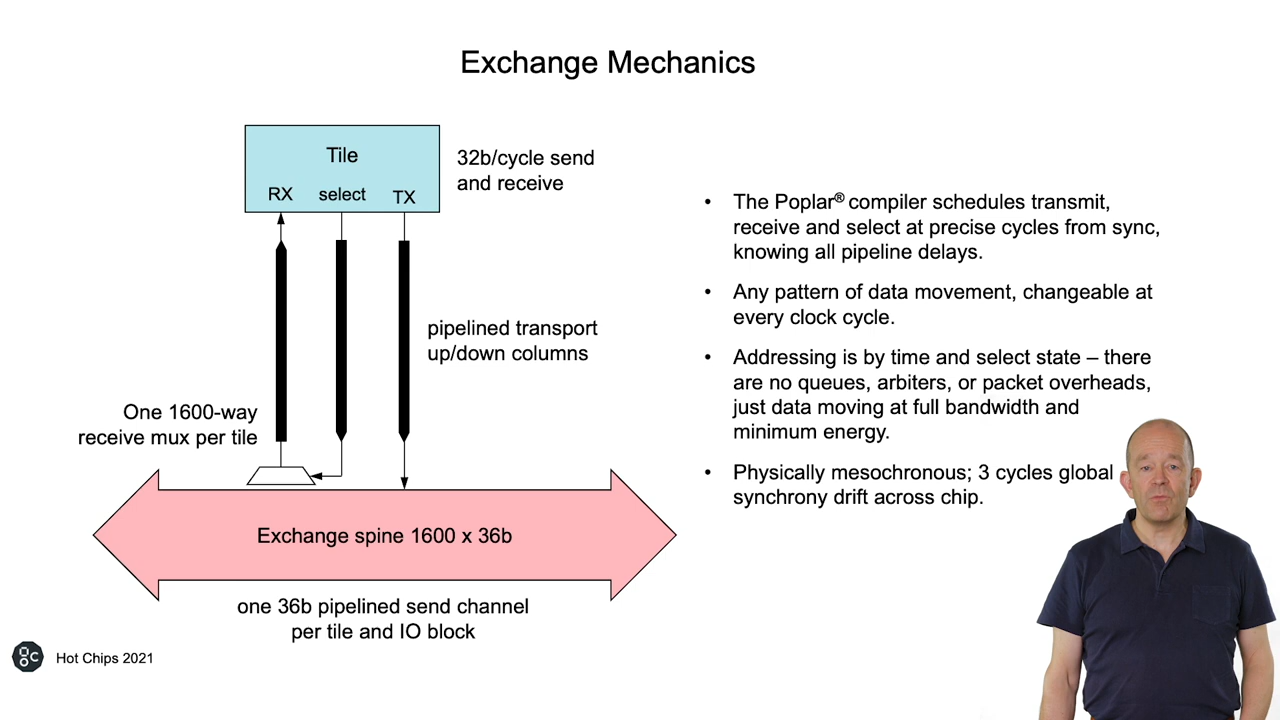 Exchange Mechanics
Tile
RX select TX
32b/cycle send
and receive
pipelined transport
up/down columns
One 1600-way
receive mux per tile
Exchange spine 1600 x 36b
one 36b pipelined send channel
per tile and IO block
• The Poplar® compiler schedules transmit,
receive and select at precise cycles from sync,
knowing all pipeline delays.
• Any pattern of data movement, changeable at
every clock cycle.
• Addressing is by time and select state – there
are no queues, arbiters, or packet overheads,
just data moving at full bandwidth and
minimum energy.
• Physically mesochronous; 3 cycles global
synchrony drift across chip.
Hot Chips 2021